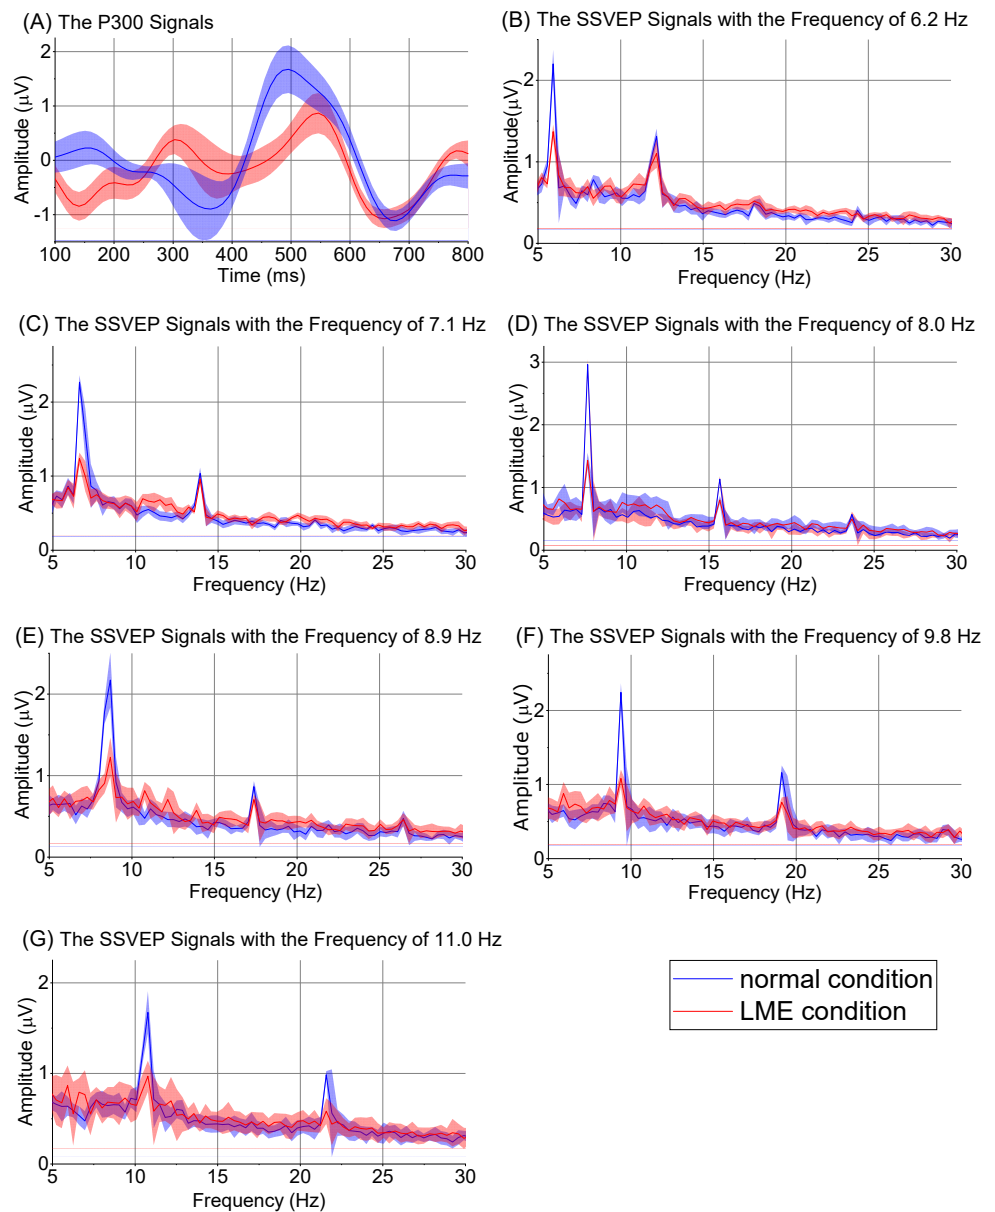 (A) The P300 Signals
Amplitude (μV)
2
1
0
-1
100 200 300 400 500 600 700 800
Time (ms)
(B) The SSVEP Signals with the Frequency of 6.2 Hz
Amplitude(μV)
2
1
0
5 10 15 20 25 30
Frequency (Hz)
(C) The SSVEP Signals with the Frequency of 7.1 Hz
Amplitude (μV)
2
1
0
5 10 15 20 25 30
Frequency (Hz)
(D) The SSVEP Signals with the Frequency of 8.0 Hz
Amplitude (μV)
3
2
1
0
5 10 15 20 25 30
Frequency (Hz)
(E) The SSVEP Signals with the Frequency of 8.9 Hz
Amplitude (μV)
2
1
0
5 10 15 20 25 30
Frequency (Hz)
(F) The SSVEP Signals with the Frequency of 9.8 Hz
Amplitude (μV)
2
1
0
5 10 15 20 25 30
Frequency (Hz)
(G) The SSVEP Signals with the Frequency of 11.0 Hz
Amplitude (μV)
2
1
0
5 10 15 20 25 30
Frequency (Hz)
normal condition
LME condition